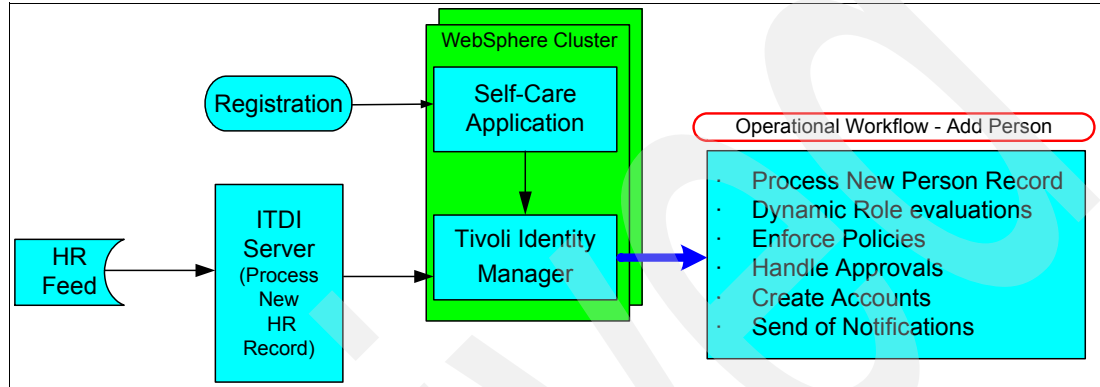 WebSphere Cluster
Registration
Self-Care
Application
Operational Workflow - Add Person
HR
Feed
ITDI
Server
(Process
New
HR
Record)
Tivoli Identity
Manager
· Process New Person Record
· Dynamic Role evaluations
· Enforce Policies
· Handle Approvals
· Create Accounts
· Send of Notifications